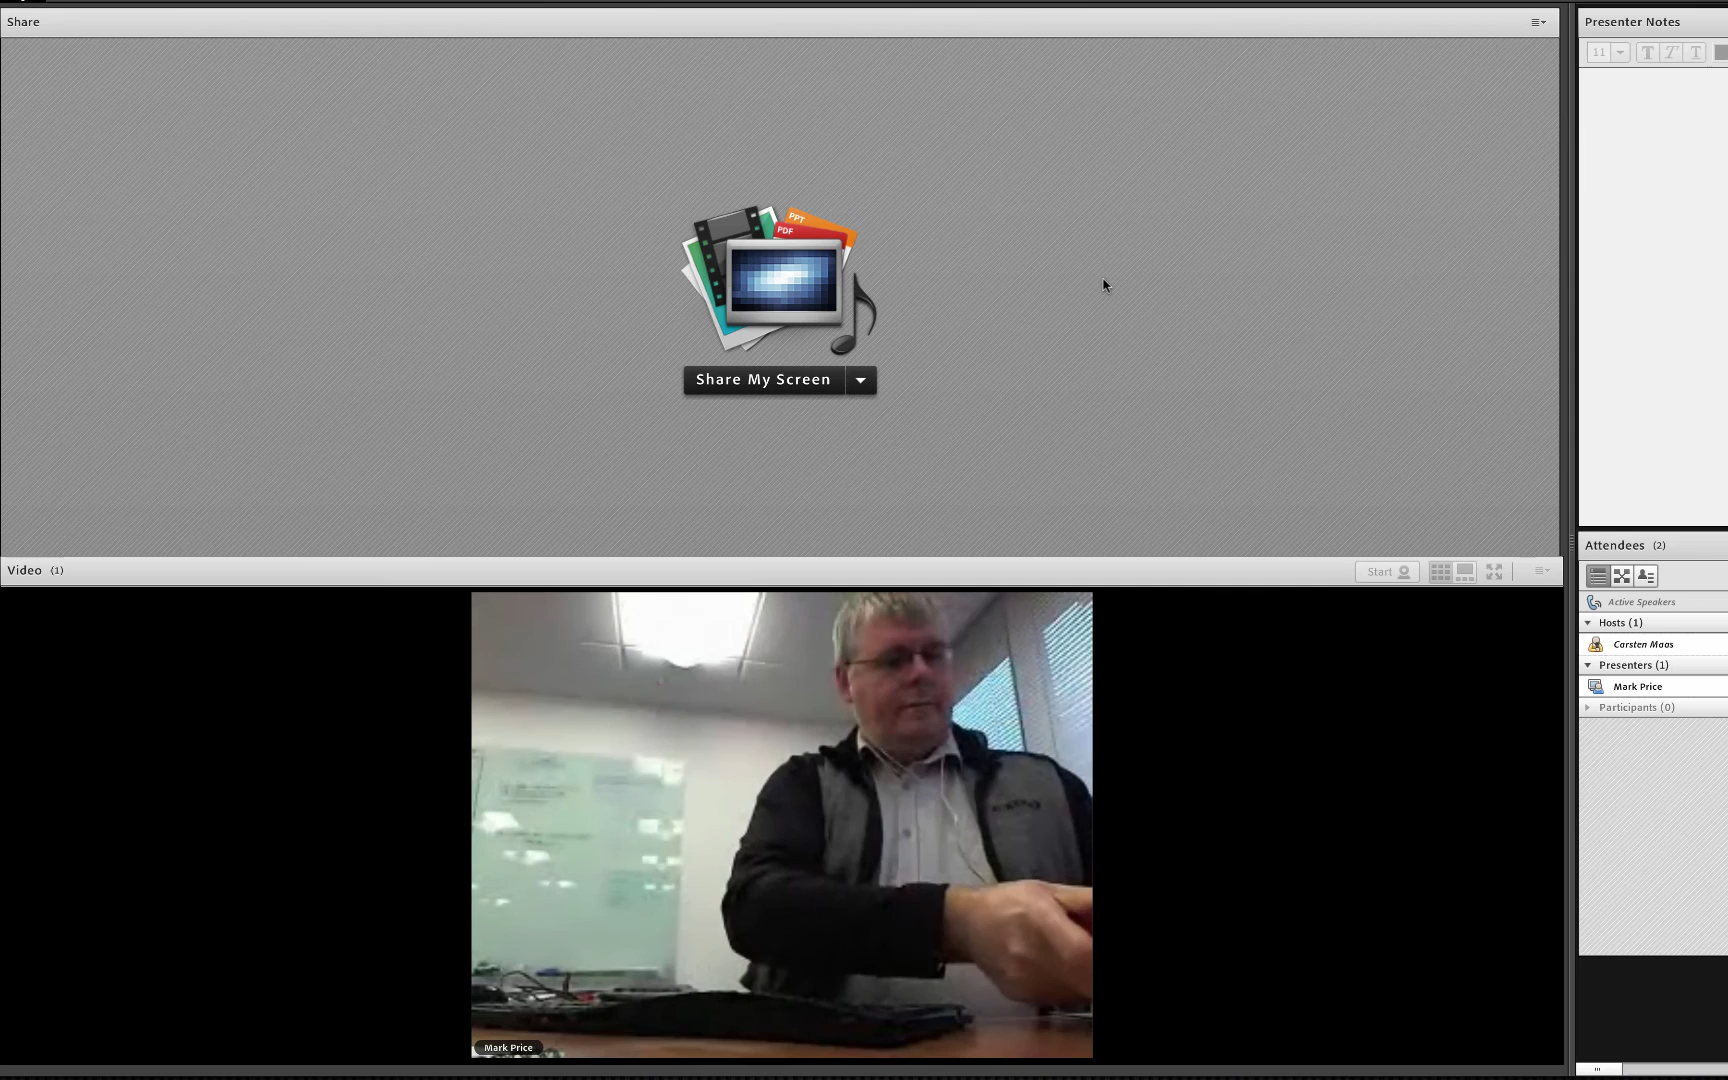 Share
Presenter Notes
11
T T T
PPT
PDF
Share My Screen
Video (1)
Start
Attendees (2)
Active Speakers
Hosts (1)
Carsten Maas
Presenters (1)
Mark Price
Participants (0)
Mark Price